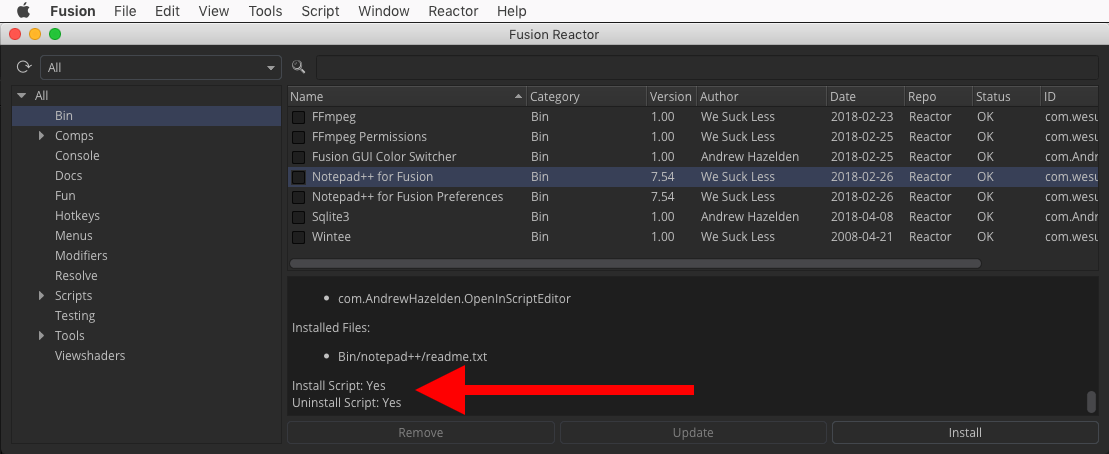 Fusion File Edit View Tools Script Window Reactor Help
Fusion Reactor
All
All
Bin
Comps
Console
Docs
Fun
Hotkeys
Menus
Modifiers
Resolve
Scripts
Testing
Tools
Viewshaders
Name Category Version Author Date Repo Status ID
FFmpeg Bin 1.00 We Suck Less 2018-02-23 Reactor OK com.wesu
FFmpeg Permissions Bin 1.00 We Suck Less 2018-02-25 Reactor OK com.wesu
Fusion GUI Color Switcher Bin 1.00 Andrew Hazelden 2018-02-25 Reactor OK com.And
Notepad++ for Fusion Bin 7.54 We Suck Less 2018-02-26 Reactor OK com.wesu
Notepad++ for Fusion Preferences Bin 7.54 We Suck Less 2018-02-26 Reactor OK com.wesu
Sqlite3 Bin 1.00 Andrew Hazelden 2018-04-08 Reactor OK com.And
Wintee Bin 1.00 We Suck Less 2008-04-21 Reactor OK com.wesu
• com.AndrewHazelden.OpenInScriptEditor
Installed Files:
• Bin/notepad++/readme.txt
Install Script: Yes
Uninstall Script: Yes
Remove Update Install